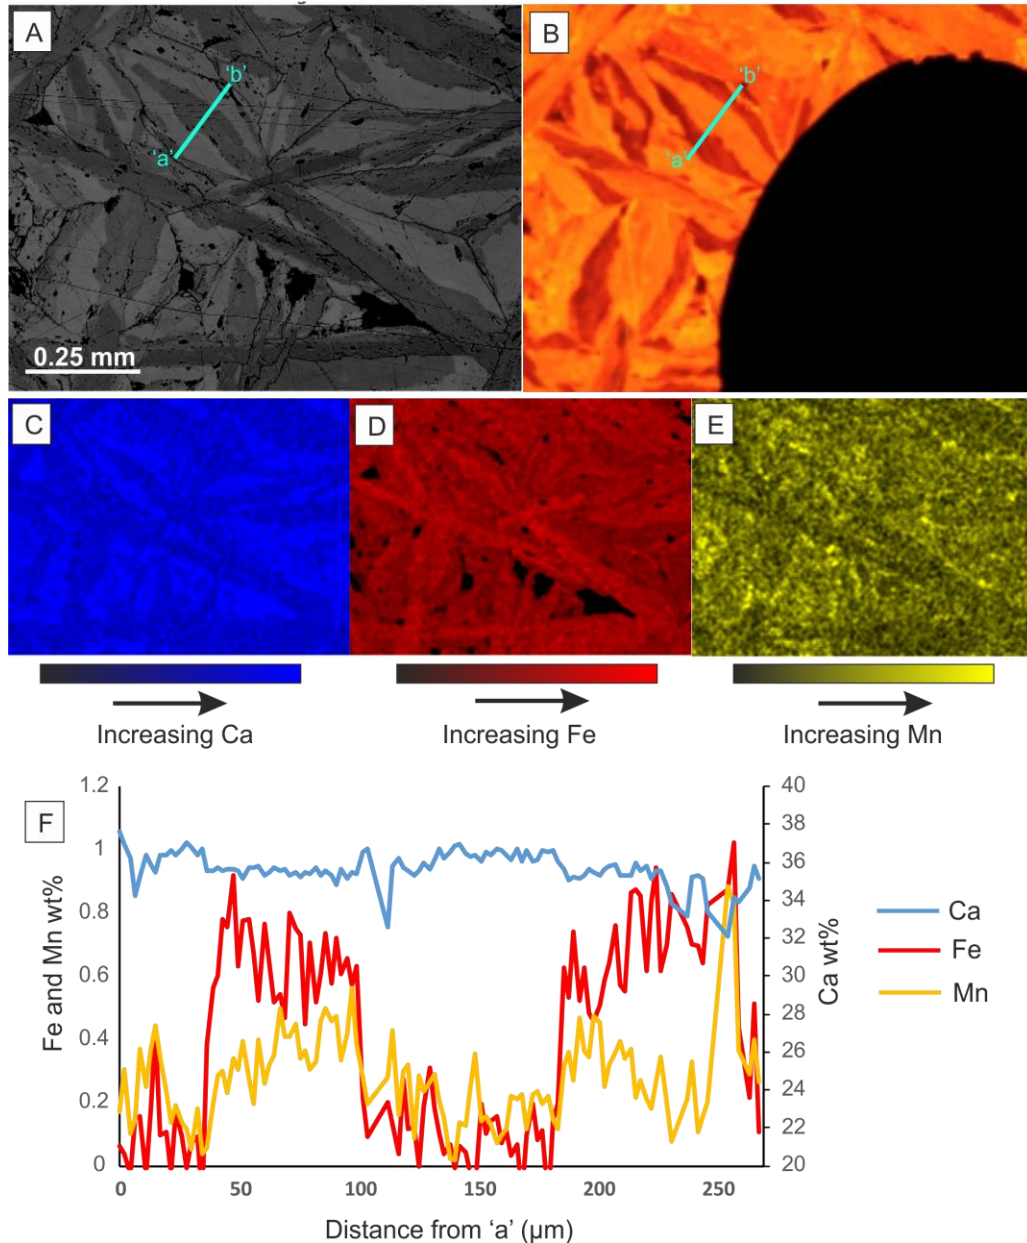 A
B
'b'
'a'
'b'
'a'
0.25 mm
C
D
E
Increasing Ca
Increasing Fe
Increasing Mn
F
1.2
1
0.8
0.6
0.4
0.2
0
Fe and Mn wt%
40
38
36
34
32
30
28
26
24
22
20
Ca wt%
Ca
Fe
Mn
0 50 100 150 200 250
Distance from 'a' (µm)